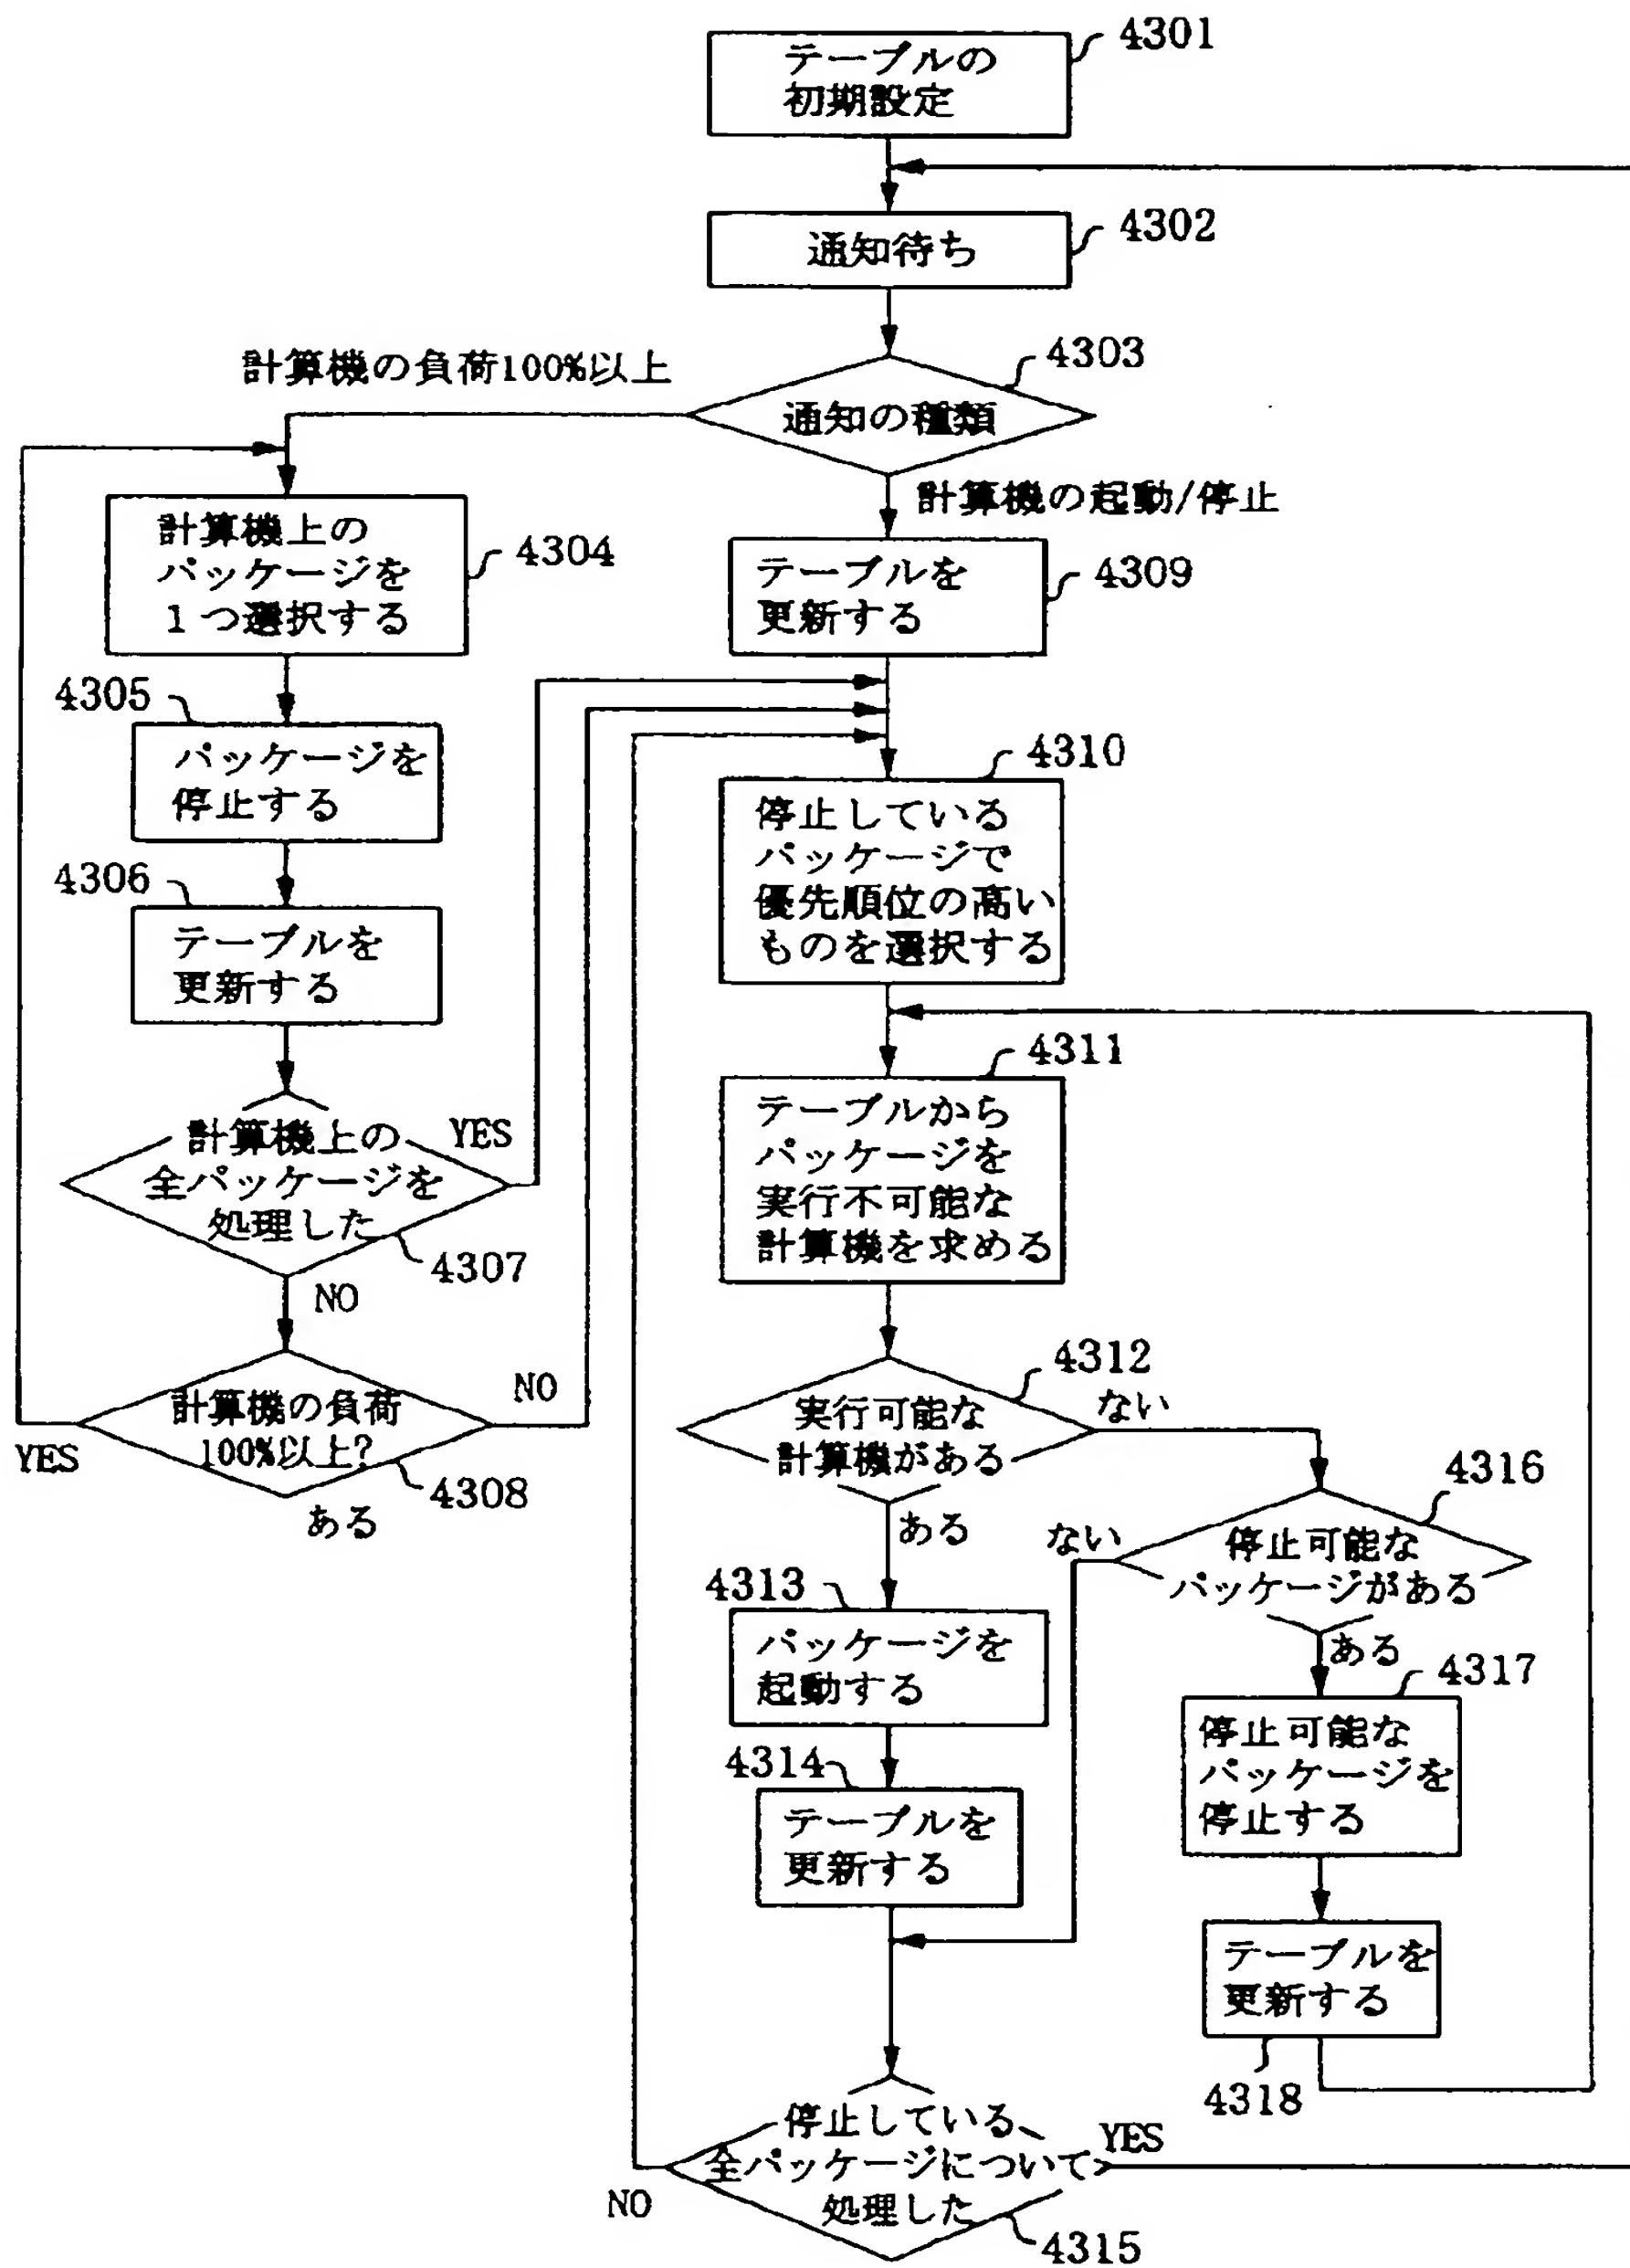 テーブルの
初期設定
4301
通知待ち
4302
計算機の負荷100%以上
通知の種類
4303
計算機の起動/停止
計算機上の
パッケージを
1つ選択する
4304
テーブルを
更新する
4309
4305
パッケージを
停止する
4310
停止している
パッケージで
優先順位の高い
ものを選択する
4306
テーブルを
更新する
4311
テーブルから
パッケージを
実行不可能な
計算機を求める
計算機上の
全パッケージを
処理した
YES
4307
NO
計算機の負荷
100%以上?
NO
YES
4308
ある
実行可能な
計算機がある
4312
ない
ある
4316
停止可能な
パッケージがある
ない
ある
4313
パッケージを
起動する
4317
停止可能な
パッケージを
停止する
4314
テーブルを
更新する
テーブルを
更新する
4318
停止している
全パッケージについて
処理した
YES
NO
4315